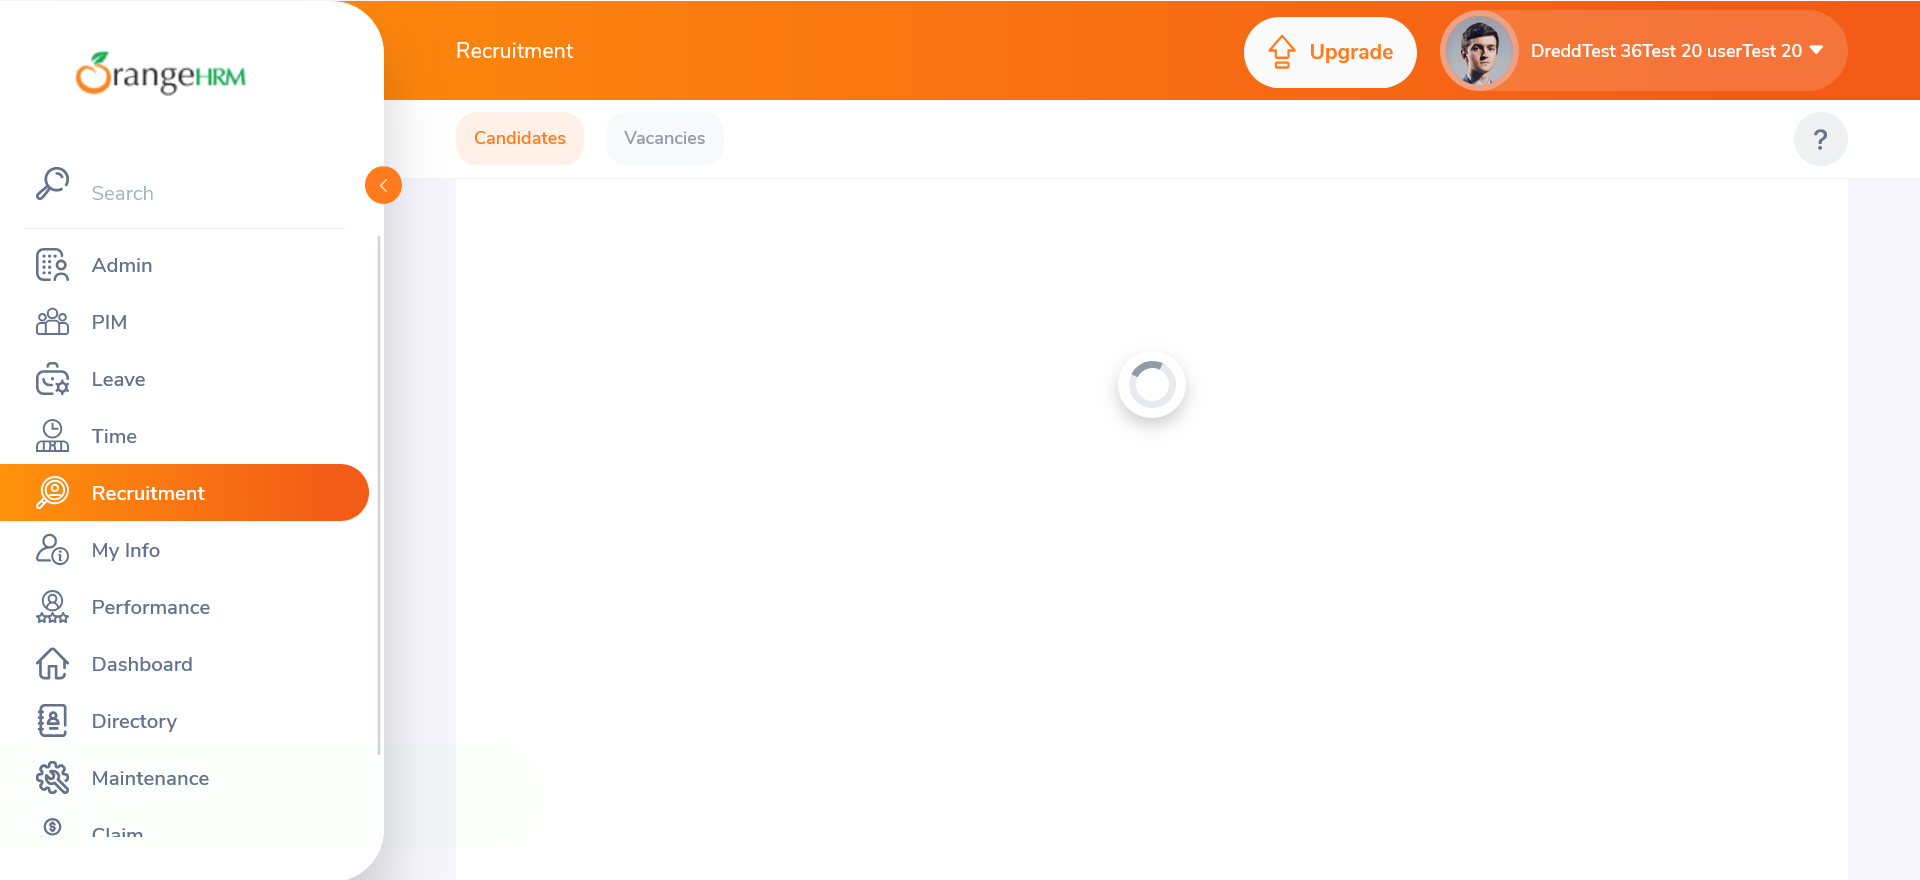 OrangeHRM
Recruitment
Upgrade
DreddTest 36Test 20 userTest 20
Candidates
Vacancies
?
Search
Admin
PIM
Leave
Time
Recruitment
My Info
Performance
Dashboard
Directory
Maintenance
Claim